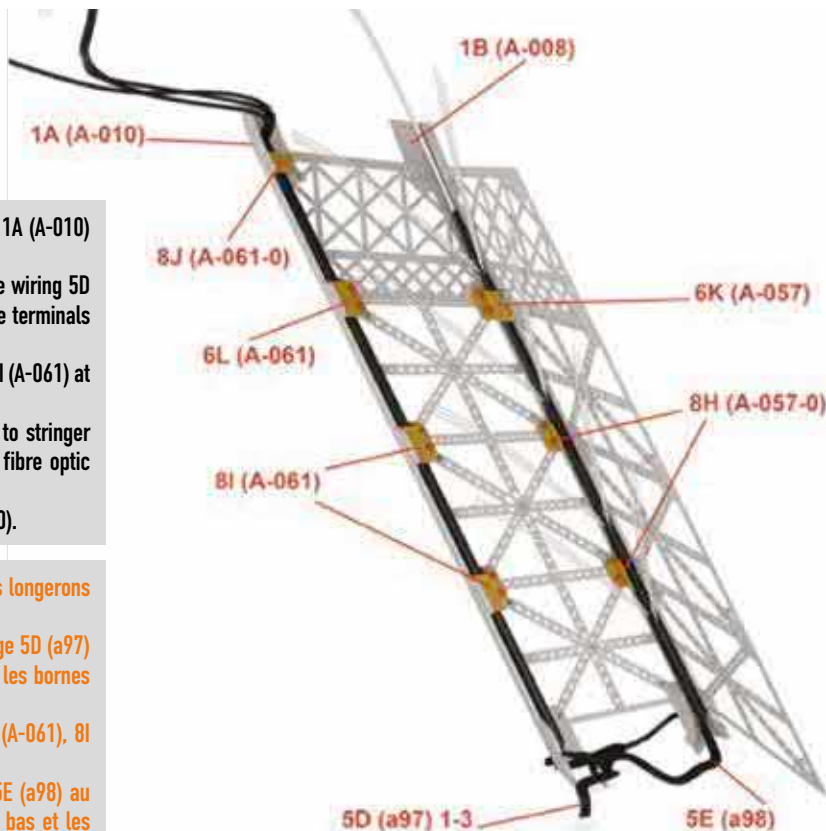 1B (A-008)
1A (A-010)
8J (A-061-0)
6K (A-057)
6L (A-061)
8H (A-057-0)
8I (A-061)
5D (a97) 1-3
5E (a98)
1A (A-010)
e wiring 5D
e terminals
(A-061) at
to stringer
fibre optic
longerons
ge 5D (a97)
les bornes
(A-061), 8I
5E (a98) au
bas et les